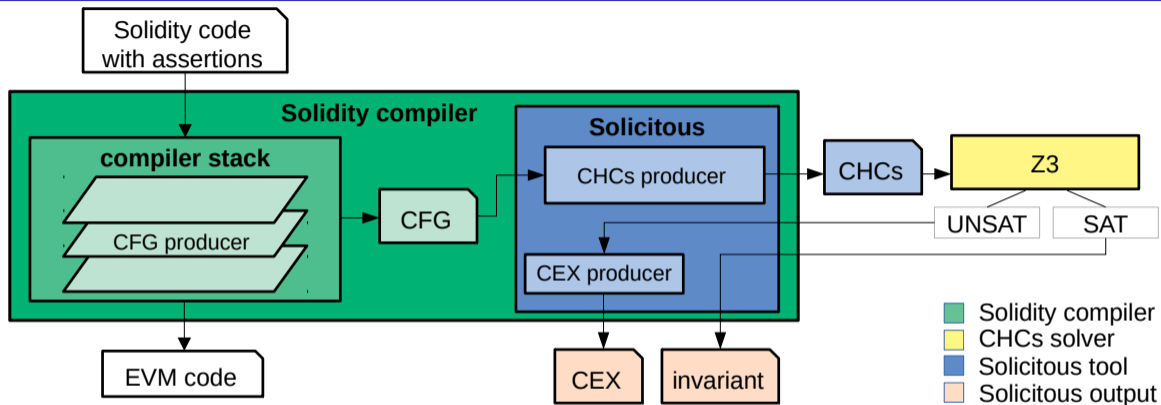 Solidity code
with assertions
Solidity compiler
compiler stack
CFG producer
CFG
Solicitous
CHCs producer
CEX producer
CHCs
Z3
UNSAT
SAT
EVM code
CEX
invariant
Solidity compiler
CHCs solver
Solicitous tool
Solicitous output